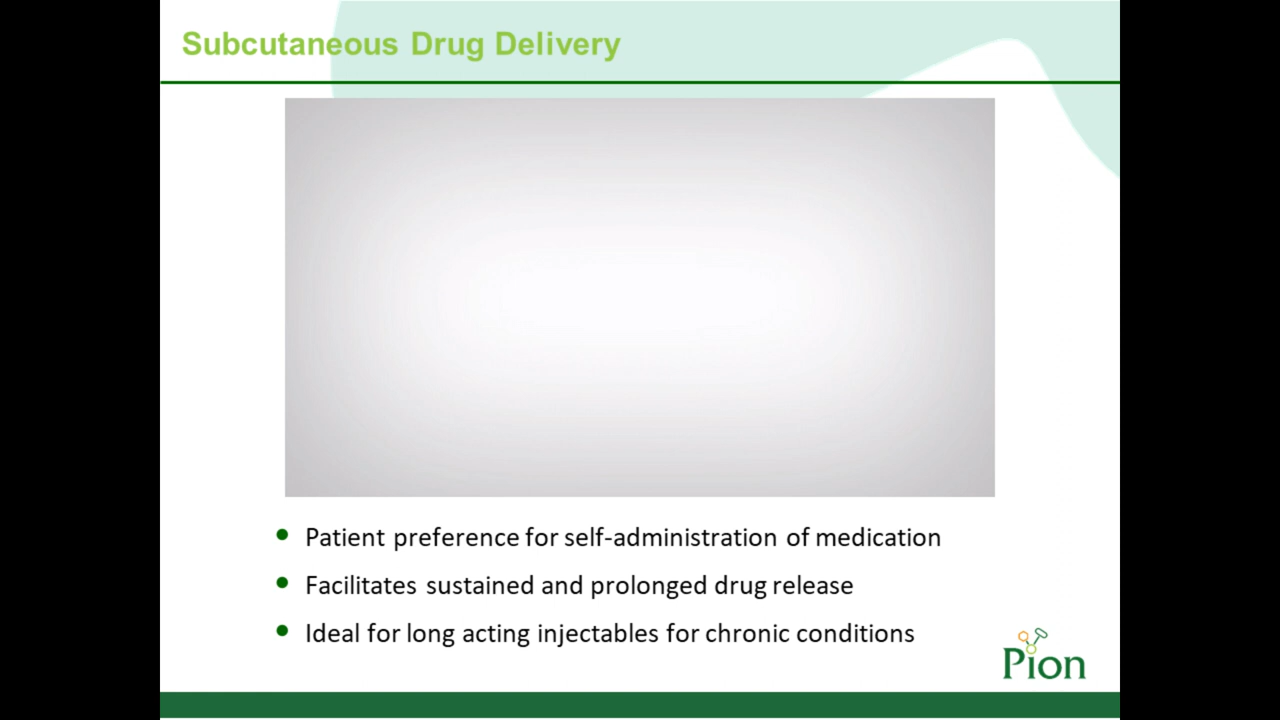 Subcutaneous Drug Delivery
Patient preference for self-administration of medication
Facilitates sustained and prolonged drug release
Ideal for long acting injectables for chronic conditions
Pion